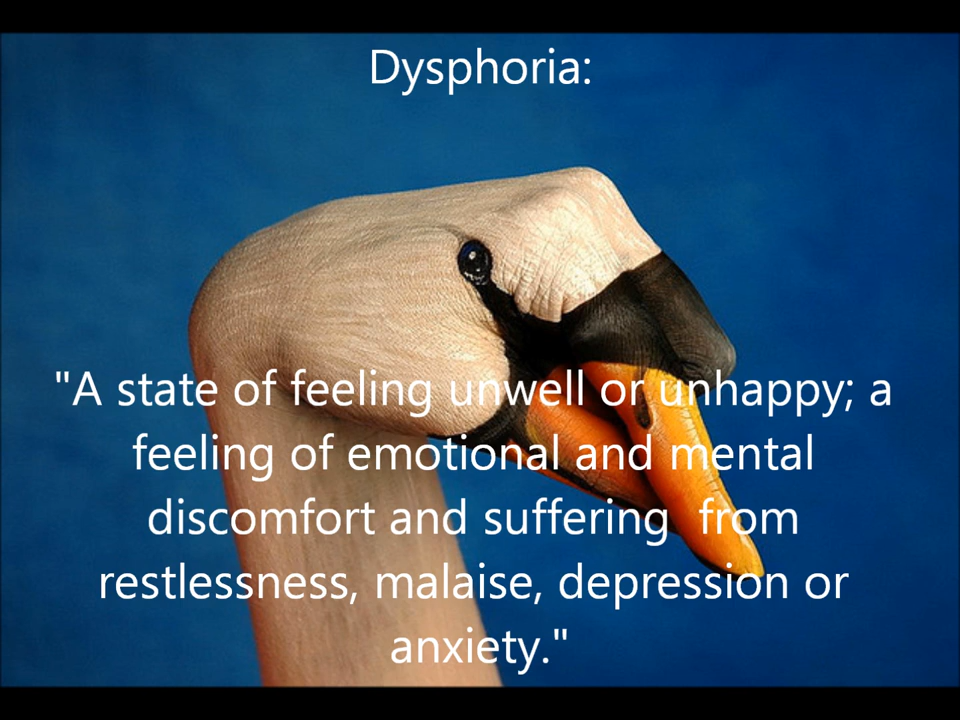 Dysphoria:
"A state of feeling unwell or unhappy; a
feeling of emotional and mental
discomfort and suffering  from
restlessness, malaise, depression or
anxiety."